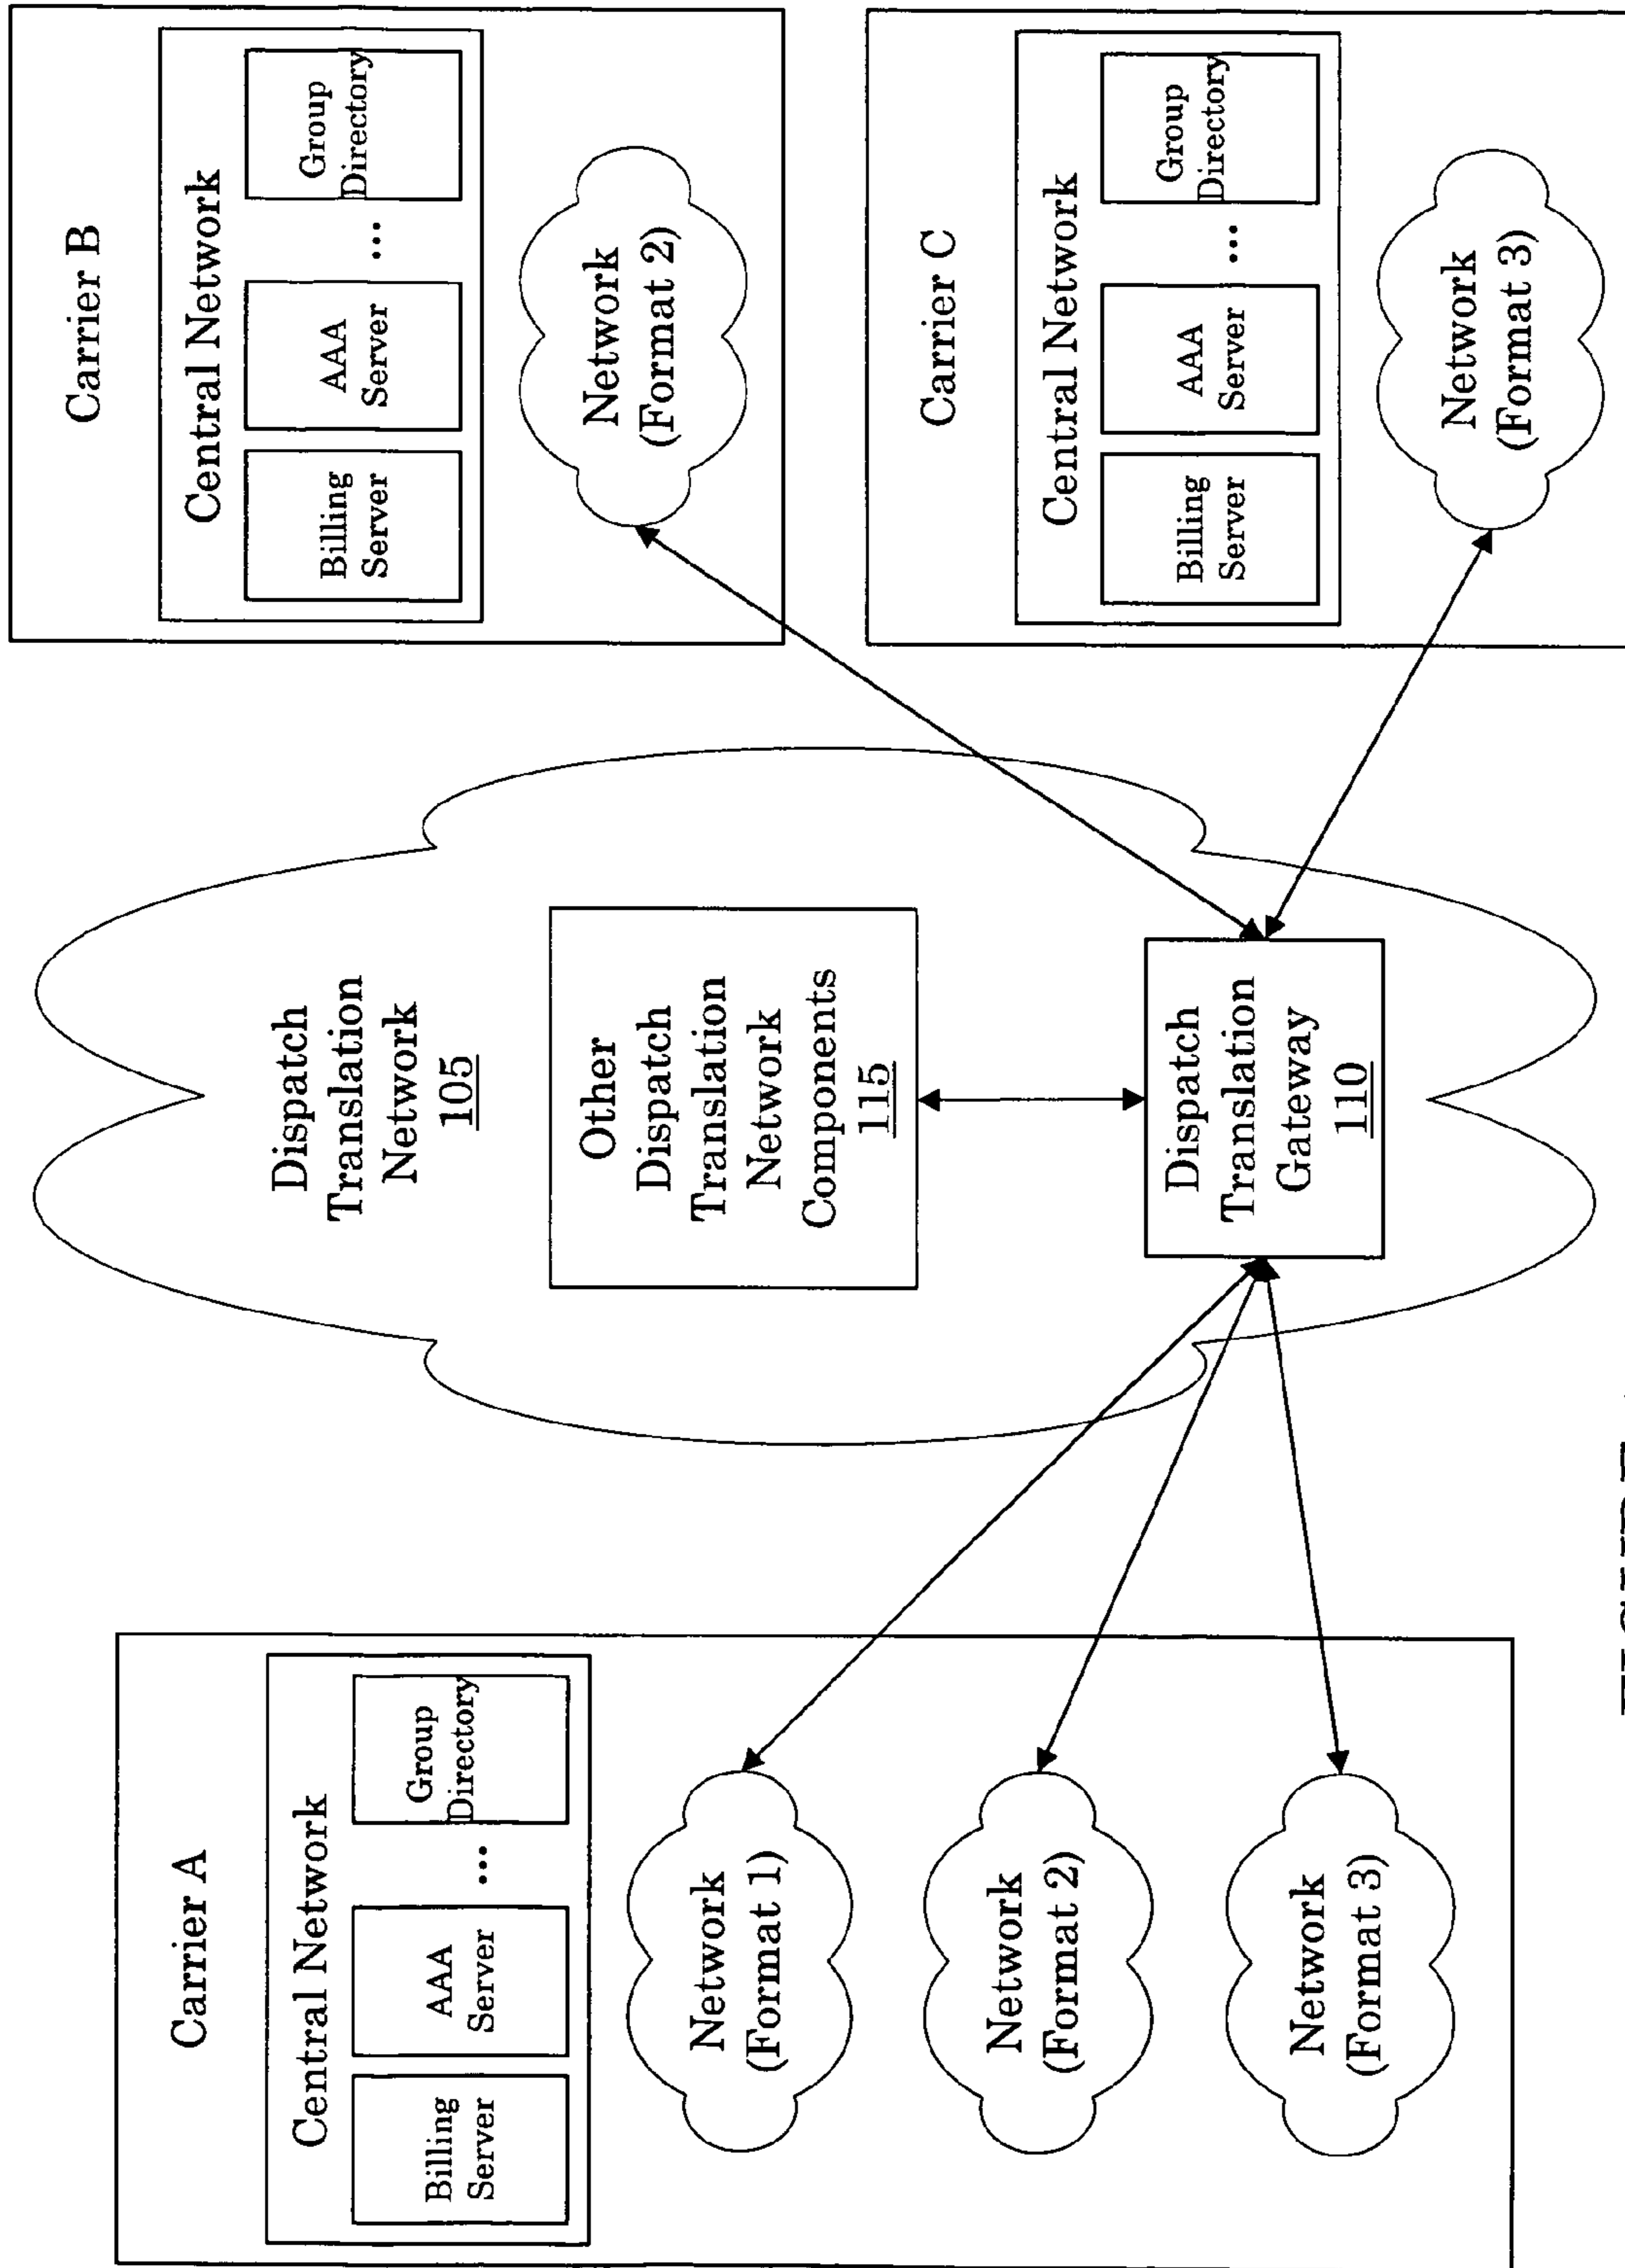 Carrier A
Central Network
Billing
Server
AAA
Server
...
Group
Directory
Network
(Format 1)
Network
(Format 2)
Network
(Format 3)
Dispatch
Translation
Network
105
Other
Dispatch
Translation
Network
Components
115
Dispatch
Translation
Gateway
110
Carrier B
Central Network
Billing
Server
AAA
Server
...
Group
Directory
Network
(Format 2)
Carrier C
Central Network
Billing
Server
AAA
Server
...
Group
Directory
Network
(Format 3)